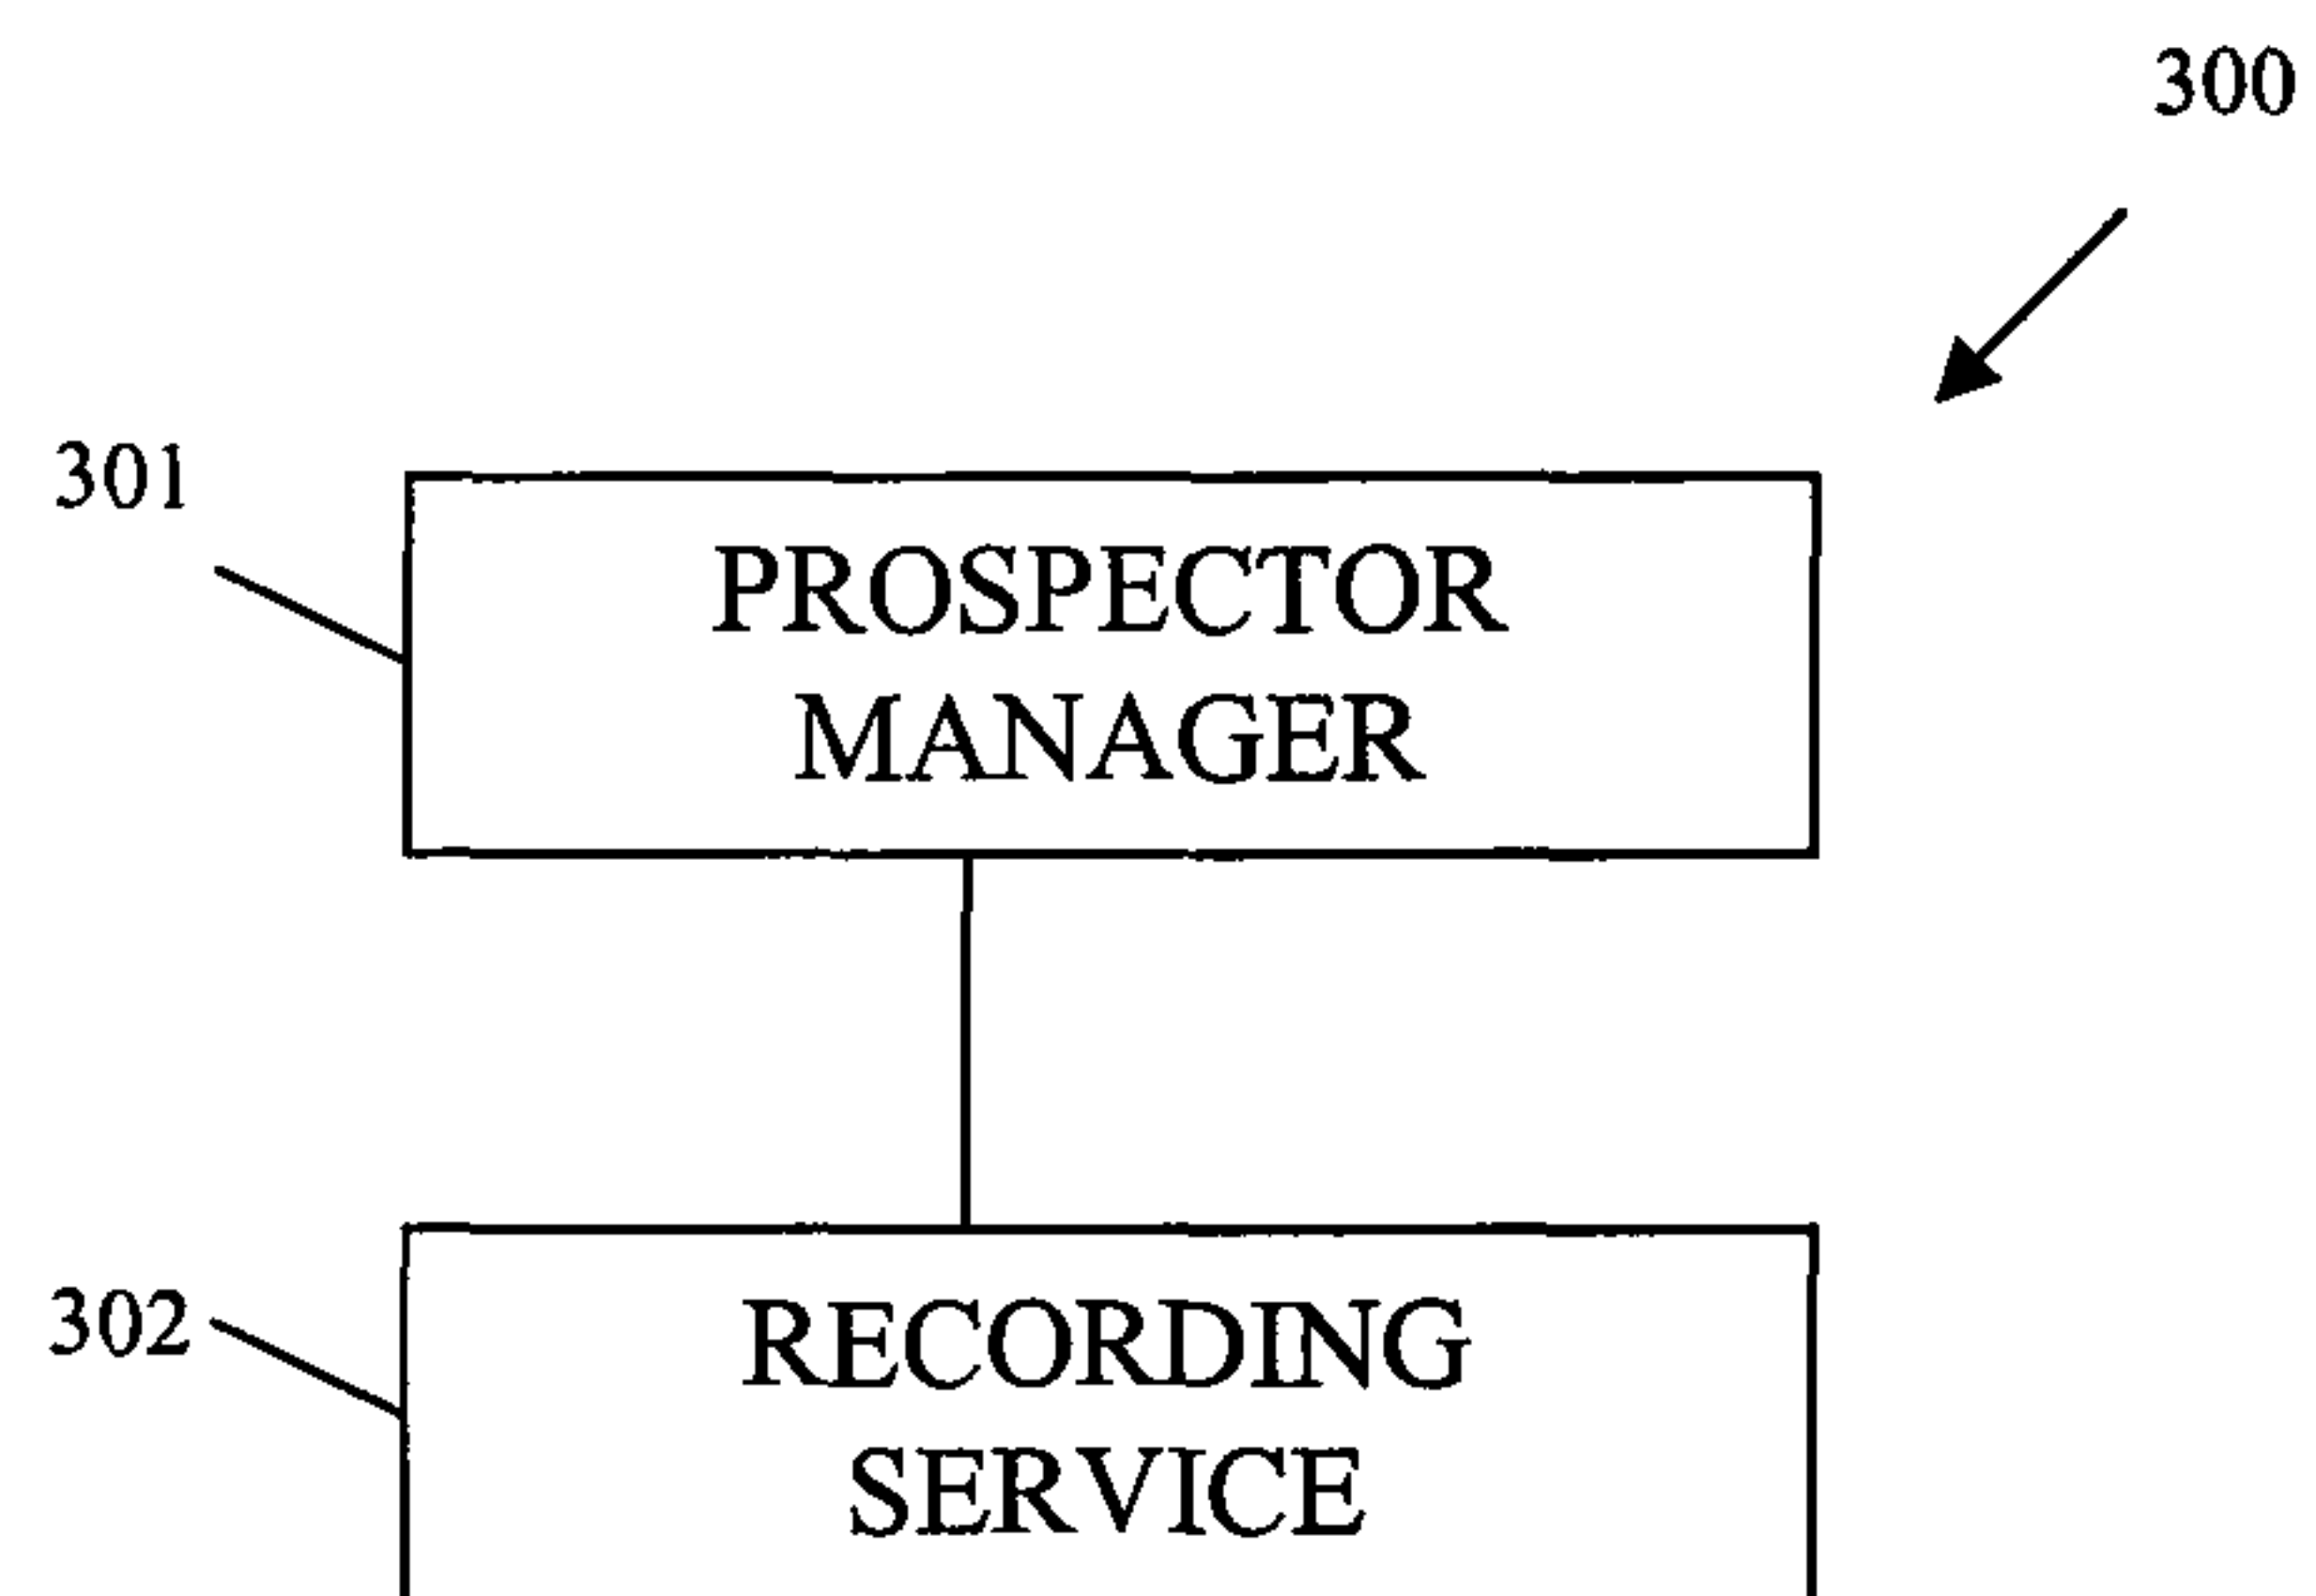 300
301
PROSPECTOR
MANAGER
302
RECORDING
SERVICE